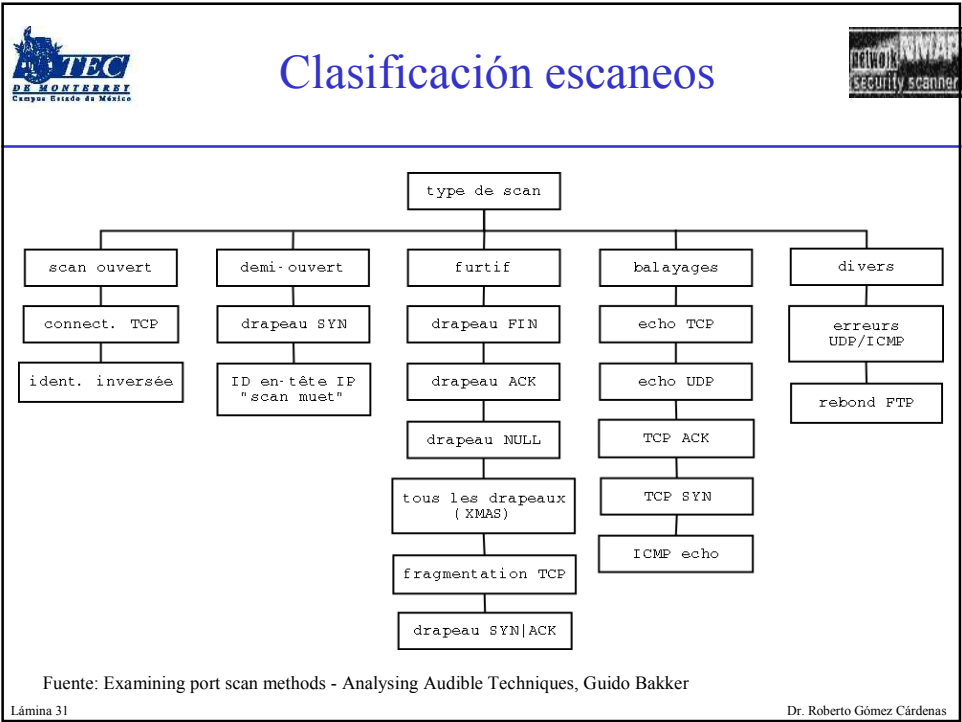 TEC
DE MONTERREY
Campus Estado de México
Clasificación escaneos
network NMAP
security scanner
type de scan
scan ouvert
connect. TCP
ident. inversée
demi-ouvert
drapeau SYN
ID en-tête IP
"scan muet"
furtif
drapeau FIN
drapeau ACK
drapeau NULL
tous les drapeaux
(XMAS)
fragmentation TCP
drapeau SYN|ACK
balayages
echo TCP
echo UDP
TCP ACK
TCP SYN
ICMP echo
divers
erreurs
UDP/ICMP
rebond FTP
Fuente: Examining port scan methods - Analysing Audible Techniques, Guido Bakker
Lámina 31
Dr. Roberto Gómez Cárdenas